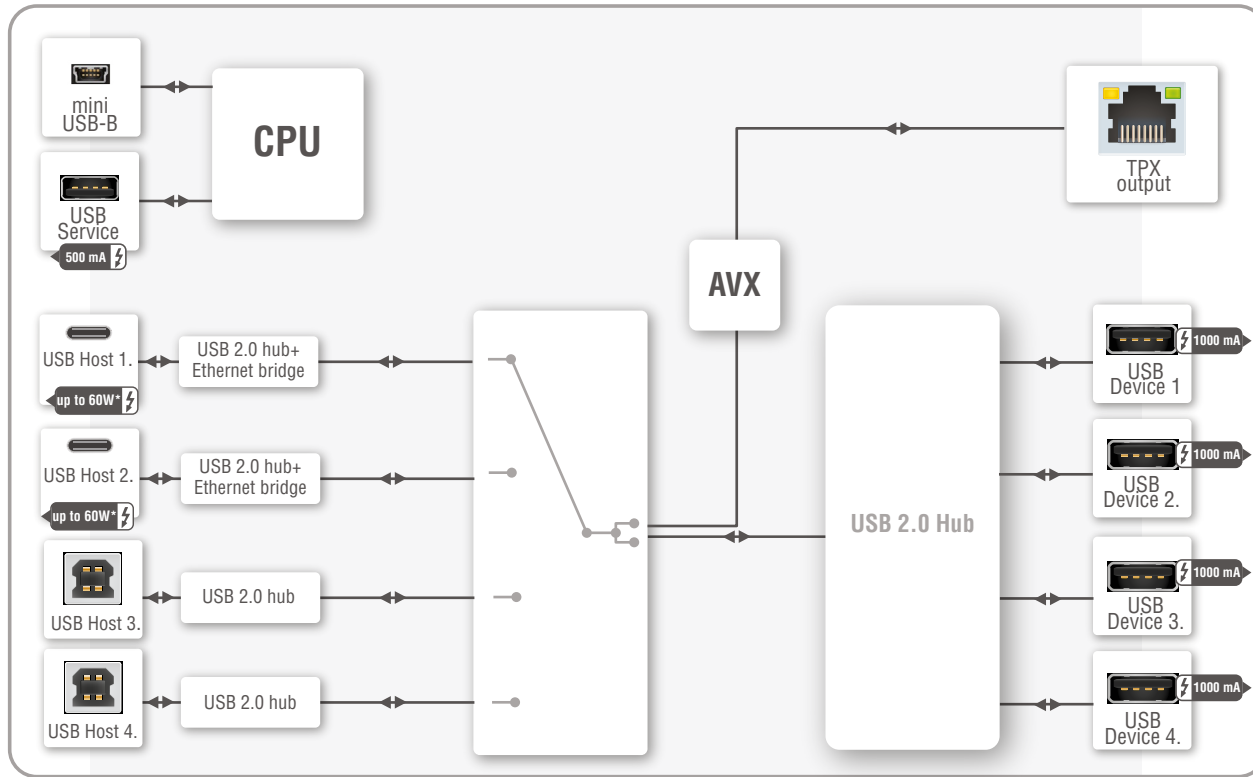 mini
USB-B
CPU
USB
Service
500 mA
TPX
output
AVX
USB Host 1.
up to 60W*
USB 2.0 hub+
Ethernet bridge
USB Host 2.
up to 60W*
USB 2.0 hub+
Ethernet bridge
USB Host 3.
USB 2.0 hub
USB Host 4.
USB 2.0 hub
USB 2.0 Hub
1000 mA
USB
Device 1
1000 mA
USB
Device 2.
1000 mA
USB
Device 3.
1000 mA
USB
Device 4.